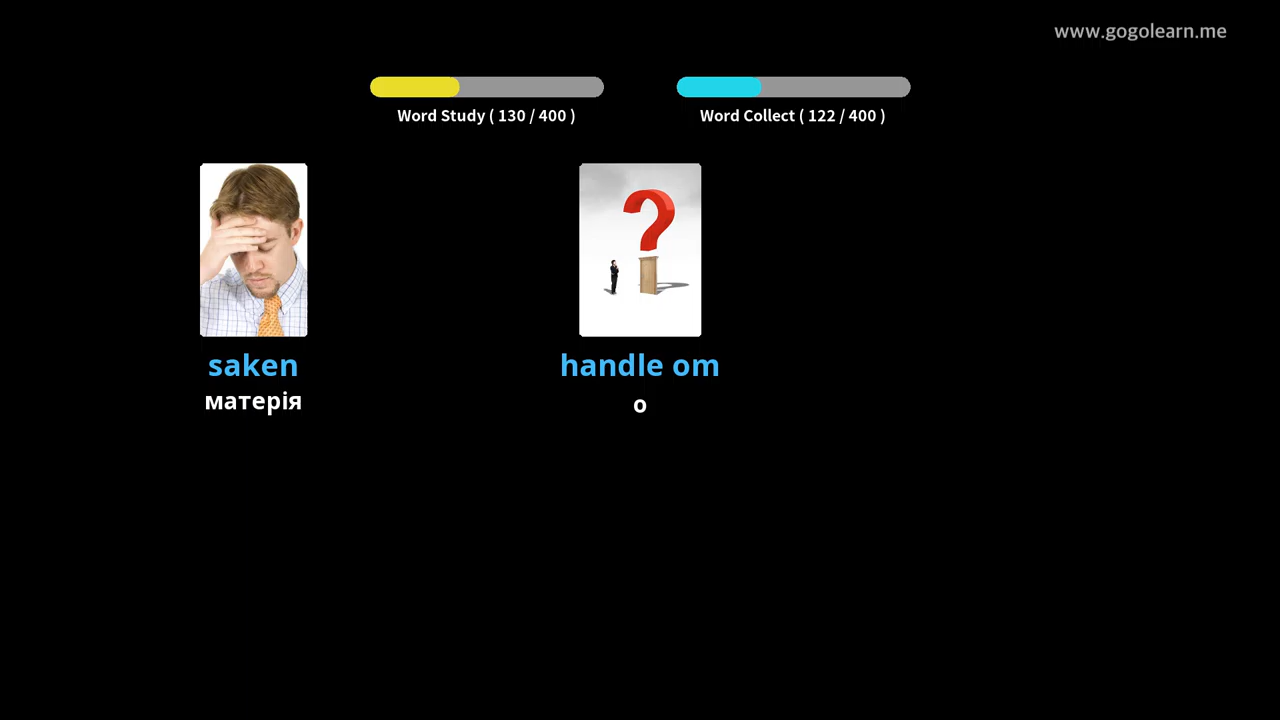 www.gogolearn.me
Word Study ( 130 / 400 )
Word Collect ( 122 / 400 )
saken
handle om
матерія
о